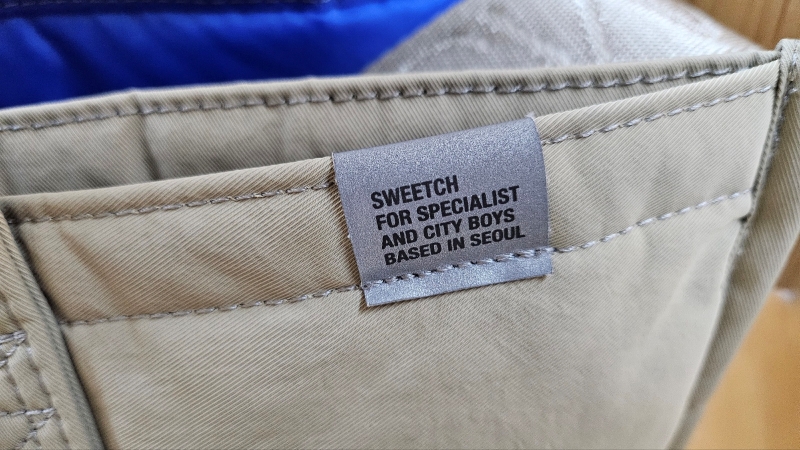 SWEETCH
FOR SPECIALIST
AND CITY BOYS
BASED IN SEOUL